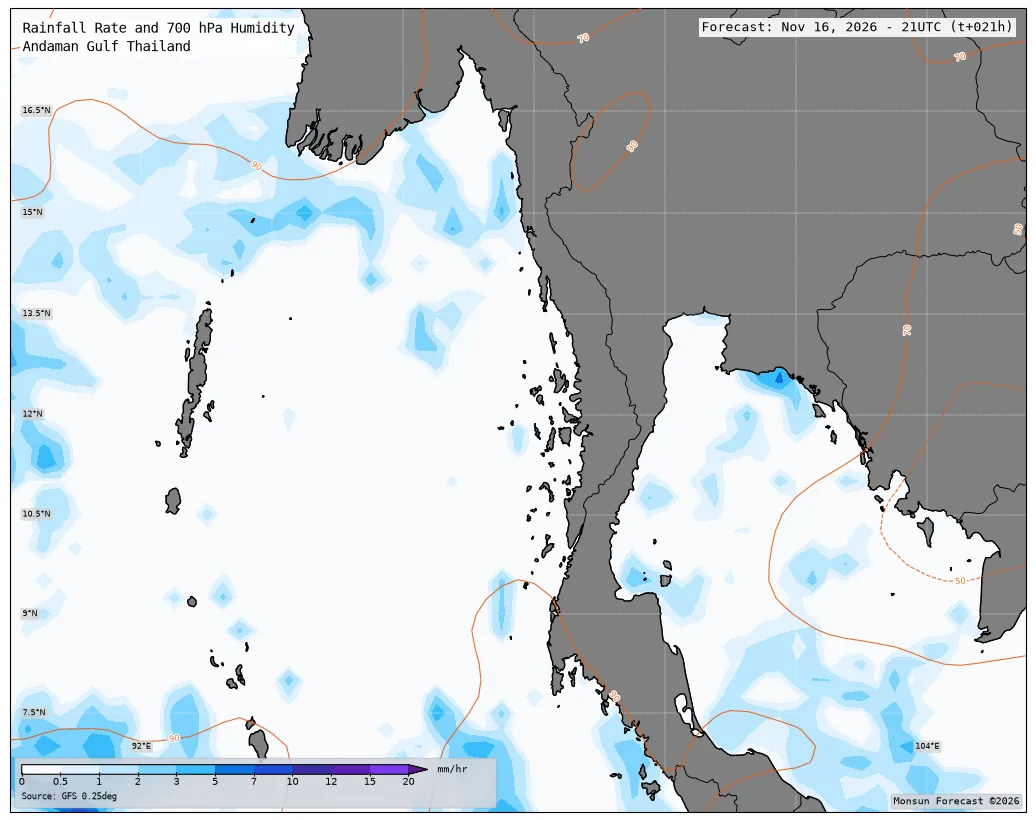 Rainfall Rate and 700 hPa Humidity
Andaman Gulf Thailand
Forecast: Nov 16, 2026 - 21UTC (t+021h)
70
70
90
16.5°N
90
15°N
50
13.5°N
70
12°N
10.5°N
50
9°N
7.5°N
90
92°E
104°E
0 0.5 1 2 3 5 7 10 12 15 20
mm/hr
Source: GFS 0.25deg
Monsun Forecast ©2026